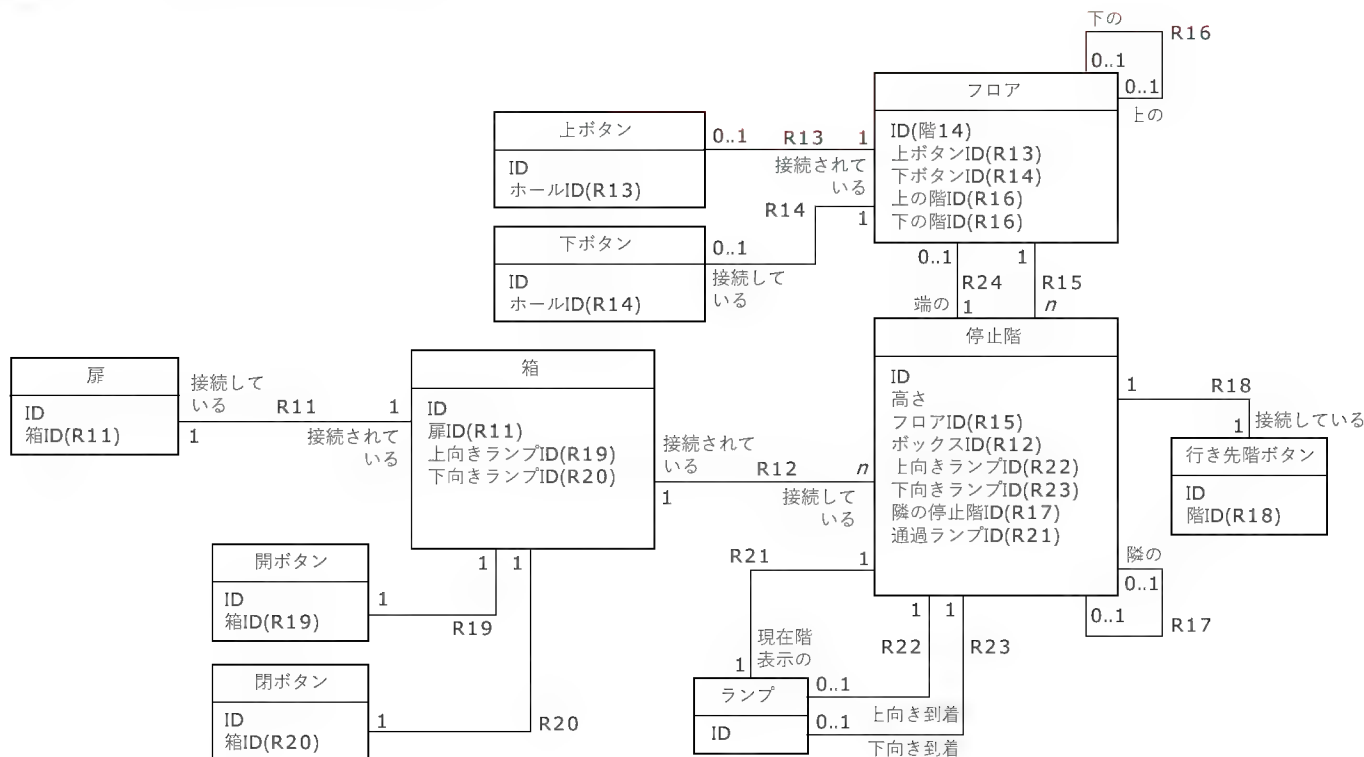 下の
R16
0..1
0..1
上の
フロア
ID(階14)
上ボタンID(R13)
下ボタンID(R14)
上の階ID(R16)
下の階ID(R16)
上ボタン
ID
ホールID(R13)
0..1 R13 1
接続されて
いる
R14
1
下ボタン
ID
ホールID(R14)
0..1
接続して
いる
0..1 1
R24 R15
端の 1 n
停止階
ID
高さ
フロアID(R15)
ボックスID(R12)
上向きランプID(R22)
下向きランプID(R23)
隣の停止階ID(R17)
通過ランプID(R21)
扉
ID
箱ID(R11)
接続して
いる
R11 1
1
接続されて
いる
箱
ID
扉ID(R11)
上向きランプID(R19)
下向きランプID(R20)
接続されて
いる
R12 n
1
接続して
いる
1 R18
1 接続している
行き先階ボタン
ID
階ID(R18)
隣の
0..1
0..1
R17
開ボタン
ID
箱ID(R19)
1
1 1
R19
閉ボタン
ID
箱ID(R20)
1
R20
R21 1
現在階
表示の
1
1 1
R22 R23
ランプ
ID
0..1
上向き到着
0..1
下向き到着